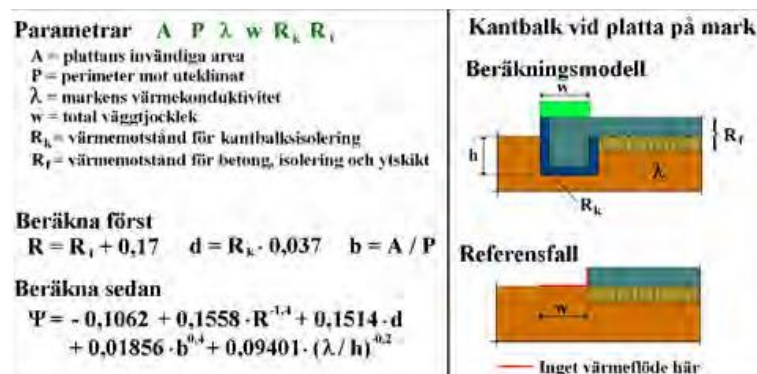 Parametrar A P λ w Rk Rf
A = plattans invändiga area
P = perimeter mot uteklimat
λ = markens värmekonduktivitet
w = total väggtjocklek
Rk = värmemotstånd för kantbalksisolering
Rf = värmemotstånd för betong, isolering och ytskikt
Beräkna först
R = Rf + 0,17 d = Rk · 0,037 b = A / P
Beräkna sedan
Ψ = - 0,1062 + 0,1558 · R^-1,4 + 0,1514 · d
+ 0,01856 · b^0,4 + 0,09401 · (λ / h)^-0,2
Kantbalk vid platta på mark
Beräkningsmodell
w
h
Rf
λ
Rk
Referensfall
w
Inget värmeflöde här